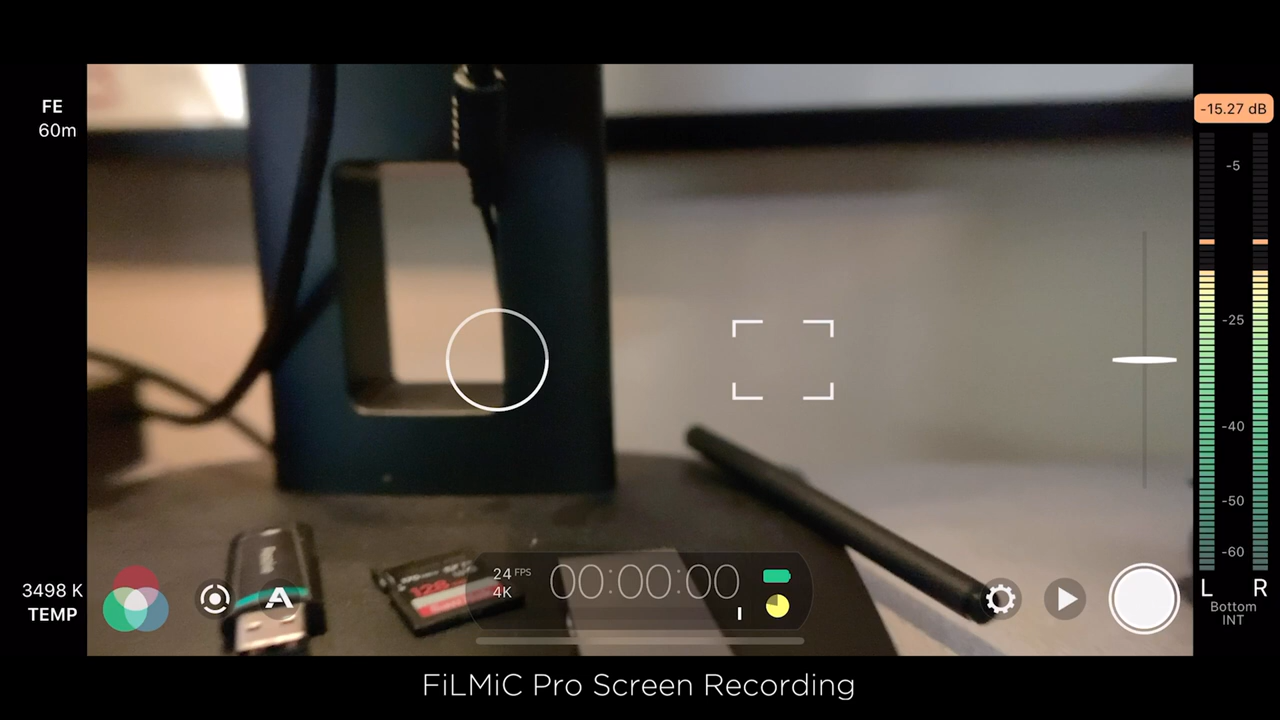 FE
60m
-15.27 dB
-5
-25
-40
-50
-60
3498 K
TEMP
A
24 FPS
4K
00:00:00
128
L R
Bottom
INT
FiLMiC Pro Screen Recording